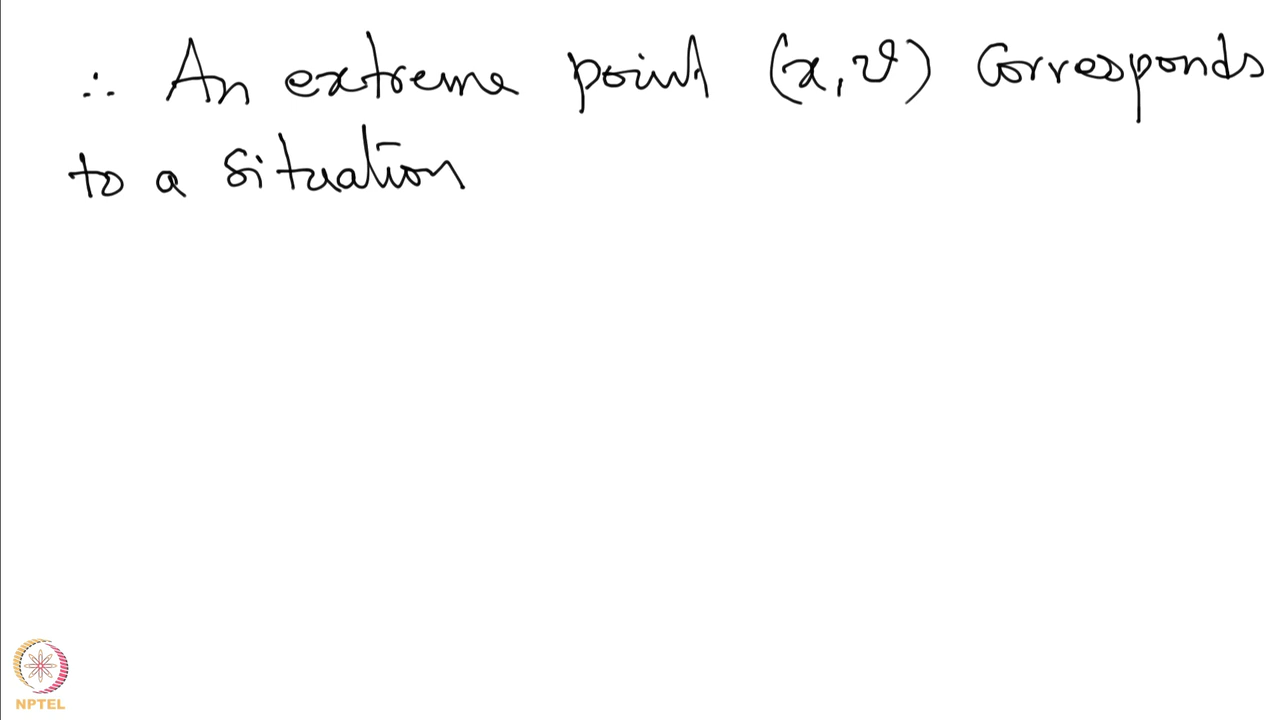 ∴ An extreme point (x, ϑ) Corresponds
to a situation
NPTEL